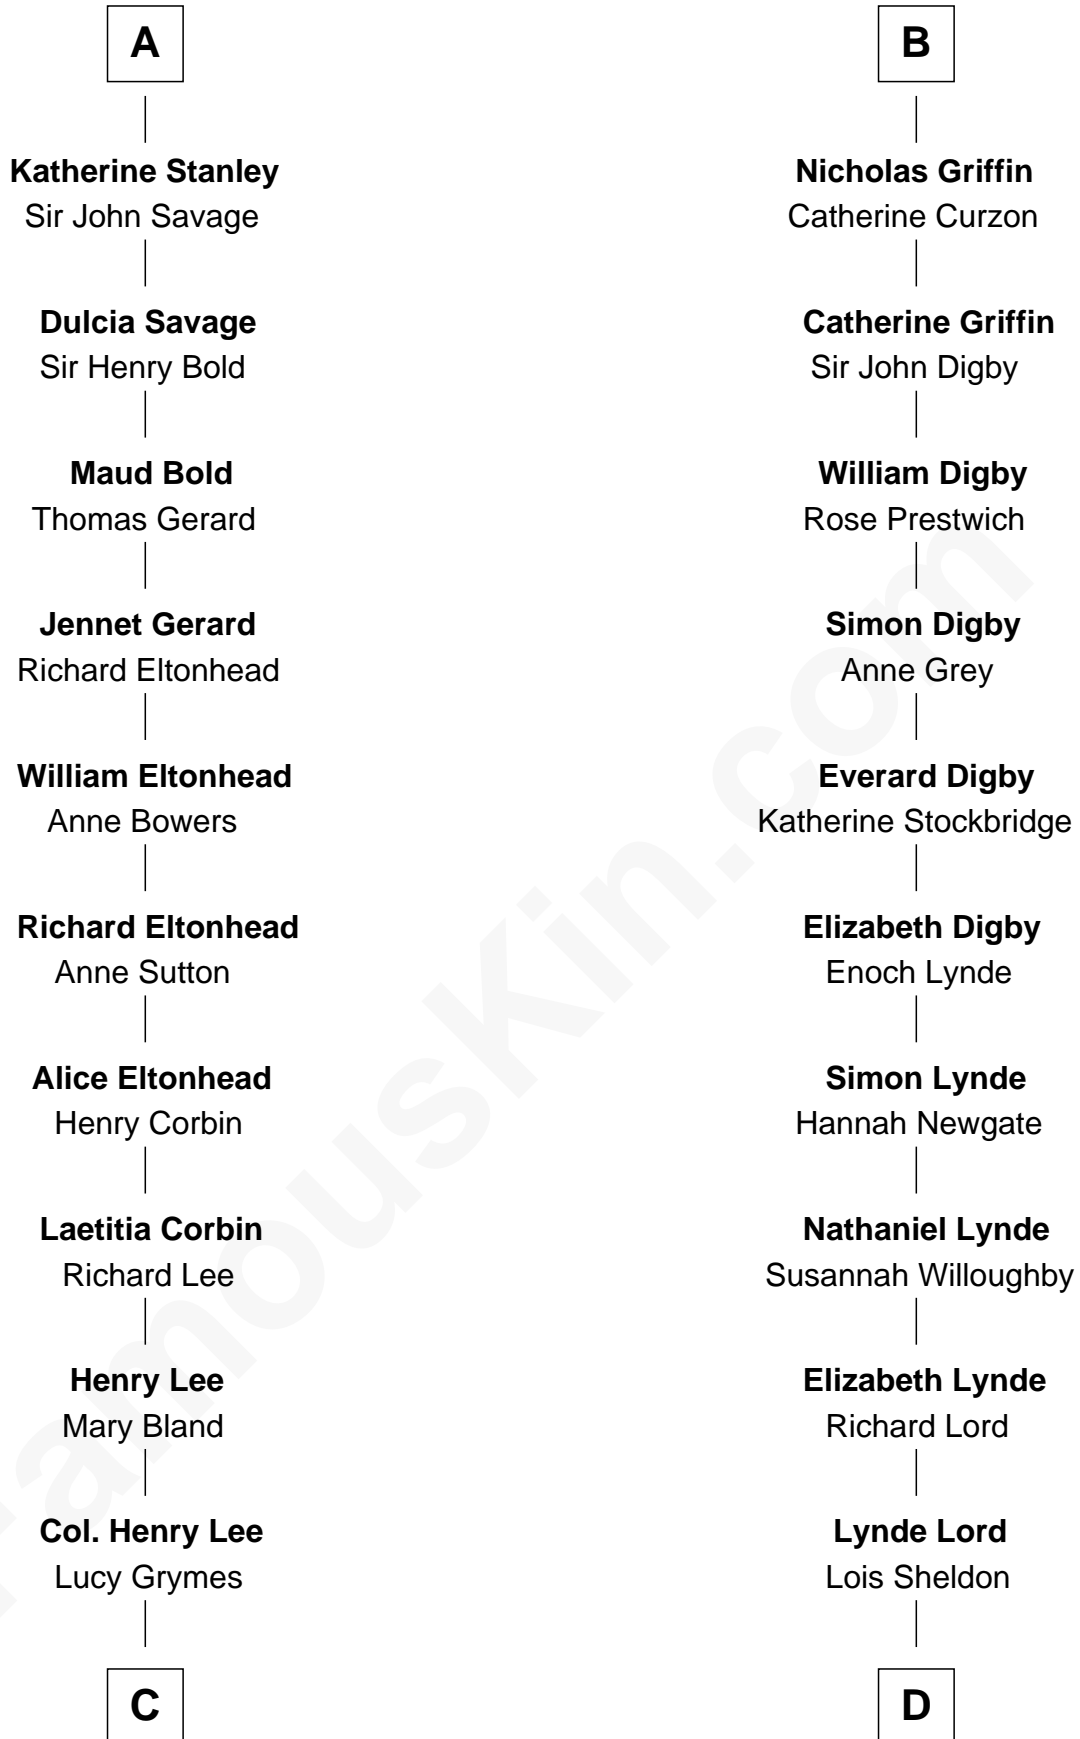 A
Katherine Stanley
Sir John Savage
Dulcia Savage
Sir Henry Bold
Maud Bold
Thomas Gerard
Jennet Gerard
Richard Eltonhead
William Eltonhead
Anne Bowers
Richard Eltonhead
Anne Sutton
Alice Eltonhead
Henry Corbin
Laetitia Corbin
Richard Lee
Henry Lee
Mary Bland
Col. Henry Lee
Lucy Grymes
C
B
Nicholas Griffin
Catherine Curzon
Catherine Griffin
Sir John Digby
William Digby
Rose Prestwich
Simon Digby
Anne Grey
Everard Digby
Katherine Stockbridge
Elizabeth Digby
Enoch Lynde
Simon Lynde
Hannah Newgate
Nathaniel Lynde
Susannah Willoughby
Elizabeth Lynde
Richard Lord
Lynde Lord
Lois Sheldon
D
FamousKin.com